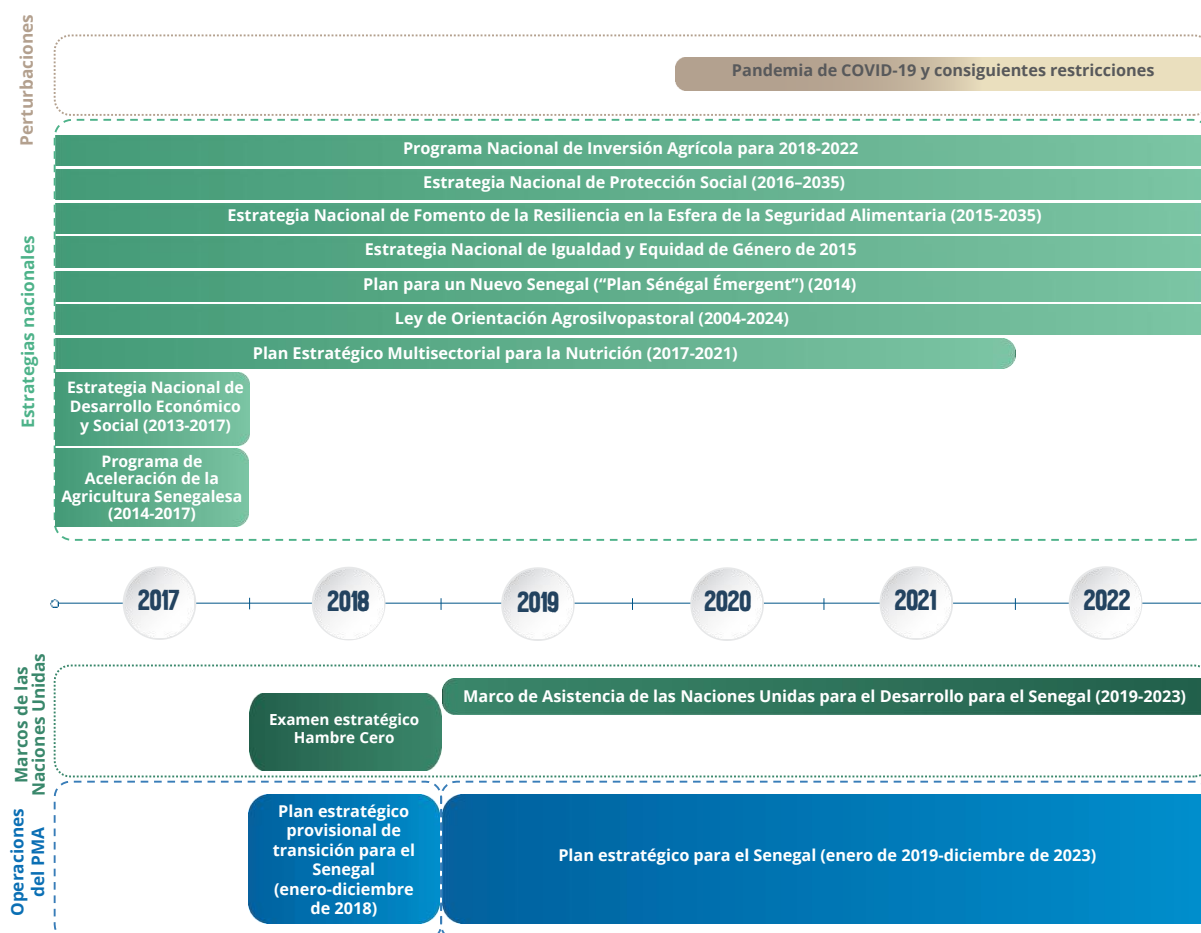 Perturbaciones
Pandemia de COVID-19 y consiguientes restricciones
Estrategias nacionales
Programa Nacional de Inversión Agrícola para 2018-2022
Estrategia Nacional de Protección Social (2016–2035)
Estrategia Nacional de Fomento de la Resiliencia en la Esfera de la Seguridad Alimentaria (2015-2035)
Estrategia Nacional de Igualdad y Equidad de Género de 2015
Plan para un Nuevo Senegal (“Plan Sénégal Émergent”) (2014)
Ley de Orientación Agrosilvopastoral (2004-2024)
Plan Estratégico Multisectorial para la Nutrición (2017-2021)
Estrategia Nacional de
Desarrollo Económico
y Social (2013-2017)
Programa de
Aceleración de la
Agricultura Senegalesa
(2014-2017)
2017
2018
2019
2020
2021
2022
Marcos de las
Naciones Unidas
Marco de Asistencia de las Naciones Unidas para el Desarrollo para el Senegal (2019-2023)
Examen estratégico
Hambre Cero
Operaciones
del PMA
Plan estratégico
provisional de
transición para el
Senegal
(enero-diciembre
de 2018)
Plan estratégico para el Senegal (enero de 2019-diciembre de 2023)